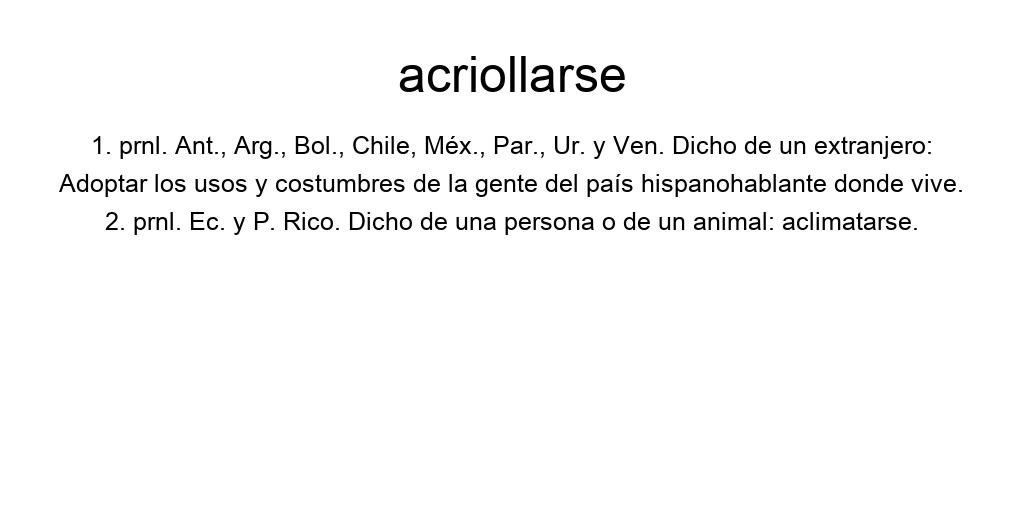 acriollarse
1. prnl. Ant., Arg., Bol., Chile, Méx., Par., Ur. y Ven. Dicho de un extranjero:
Adoptar los usos y costumbres de la gente del país hispanohablante donde vive.
2. prnl. Ec. y P. Rico. Dicho de una persona o de un animal: aclimatarse.